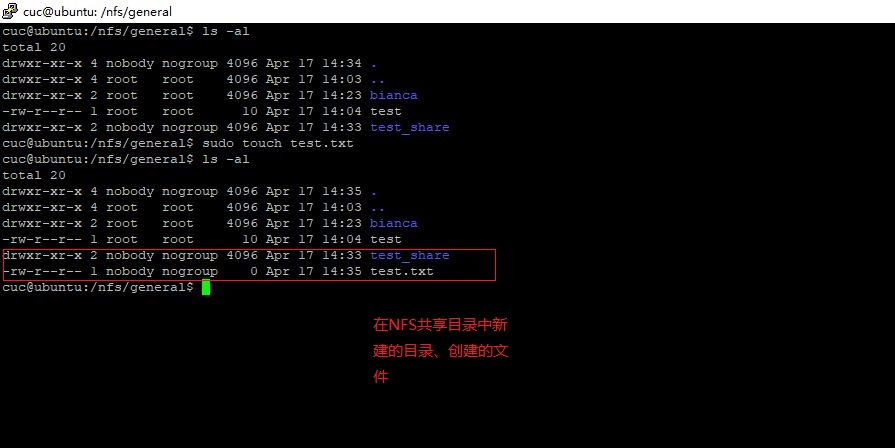 cuc@ubuntu: /nfs/general
cuc@ubuntu:/nfs/general$ ls -al
total 20
drwxr-xr-x 4 nobody nogroup 4096 Apr 17 14:34 .
drwxr-xr-x 4 root   root    4096 Apr 17 14:03 ..
drwxr-xr-x 2 root   root    4096 Apr 17 14:23 bianca
-rw-r--r-- 1 root   root      10 Apr 17 14:04 test
drwxr-xr-x 2 nobody nogroup 4096 Apr 17 14:33 test_share
cuc@ubuntu:/nfs/general$ sudo touch test.txt
cuc@ubuntu:/nfs/general$ ls -al
total 20
drwxr-xr-x 4 nobody nogroup 4096 Apr 17 14:35 .
drwxr-xr-x 4 root   root    4096 Apr 17 14:03 ..
drwxr-xr-x 2 root   root    4096 Apr 17 14:23 bianca
-rw-r--r-- 1 root   root      10 Apr 17 14:04 test
drwxr-xr-x 2 nobody nogroup 4096 Apr 17 14:33 test_share
-rw-r--r-- 1 nobody nogroup    0 Apr 17 14:35 test.txt
cuc@ubuntu:/nfs/general$
在NFS共享目录中新
建的目录、创建的文
件